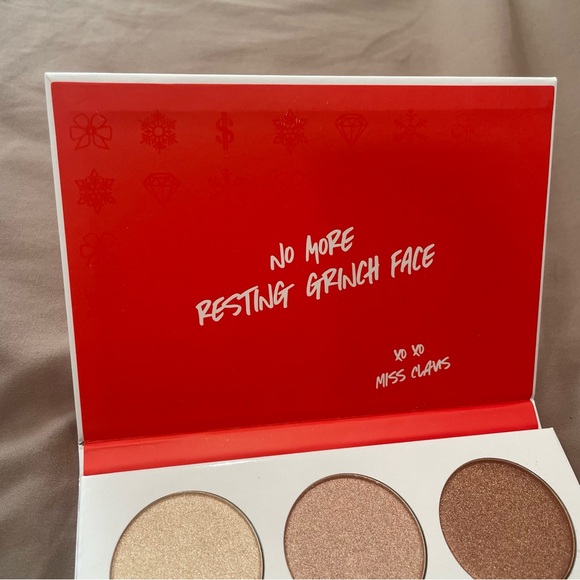 NO MORE
RESTING GRINCH FACE
XO XO
MISS CLAUS